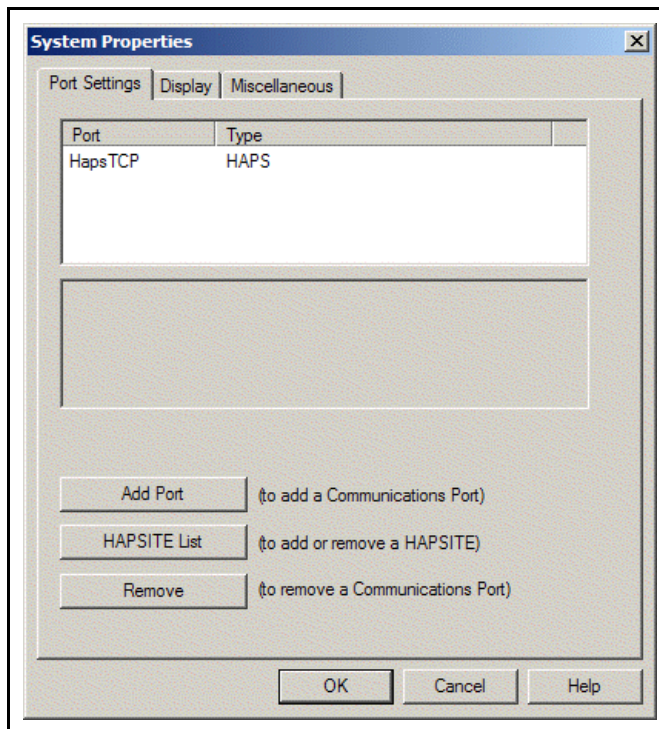 System Properties
Port Settings Display Miscellaneous
Port Type
HapsTCP HAPS
Add Port (to add a Communications Port)
HAPSITE List (to add or remove a HAPSITE)
Remove (to remove a Communications Port)
OK Cancel Help